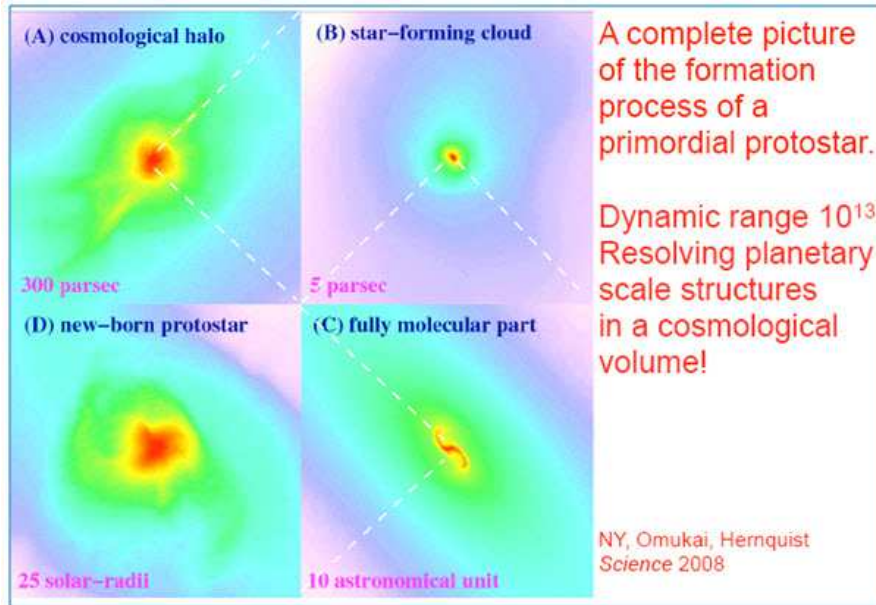 (A) cosmological halo
300 parsec
(B) star-forming cloud
5 parsec
(D) new-born protostar
25 solar-radii
(C) fully molecular part
10 astronomical unit
A complete picture
of the formation
process of a
primordial protostar.
Dynamic range 10¹³
Resolving planetary
scale structures
in a cosmological
volume!
NY, Omukai, Hernquist
Science 2008